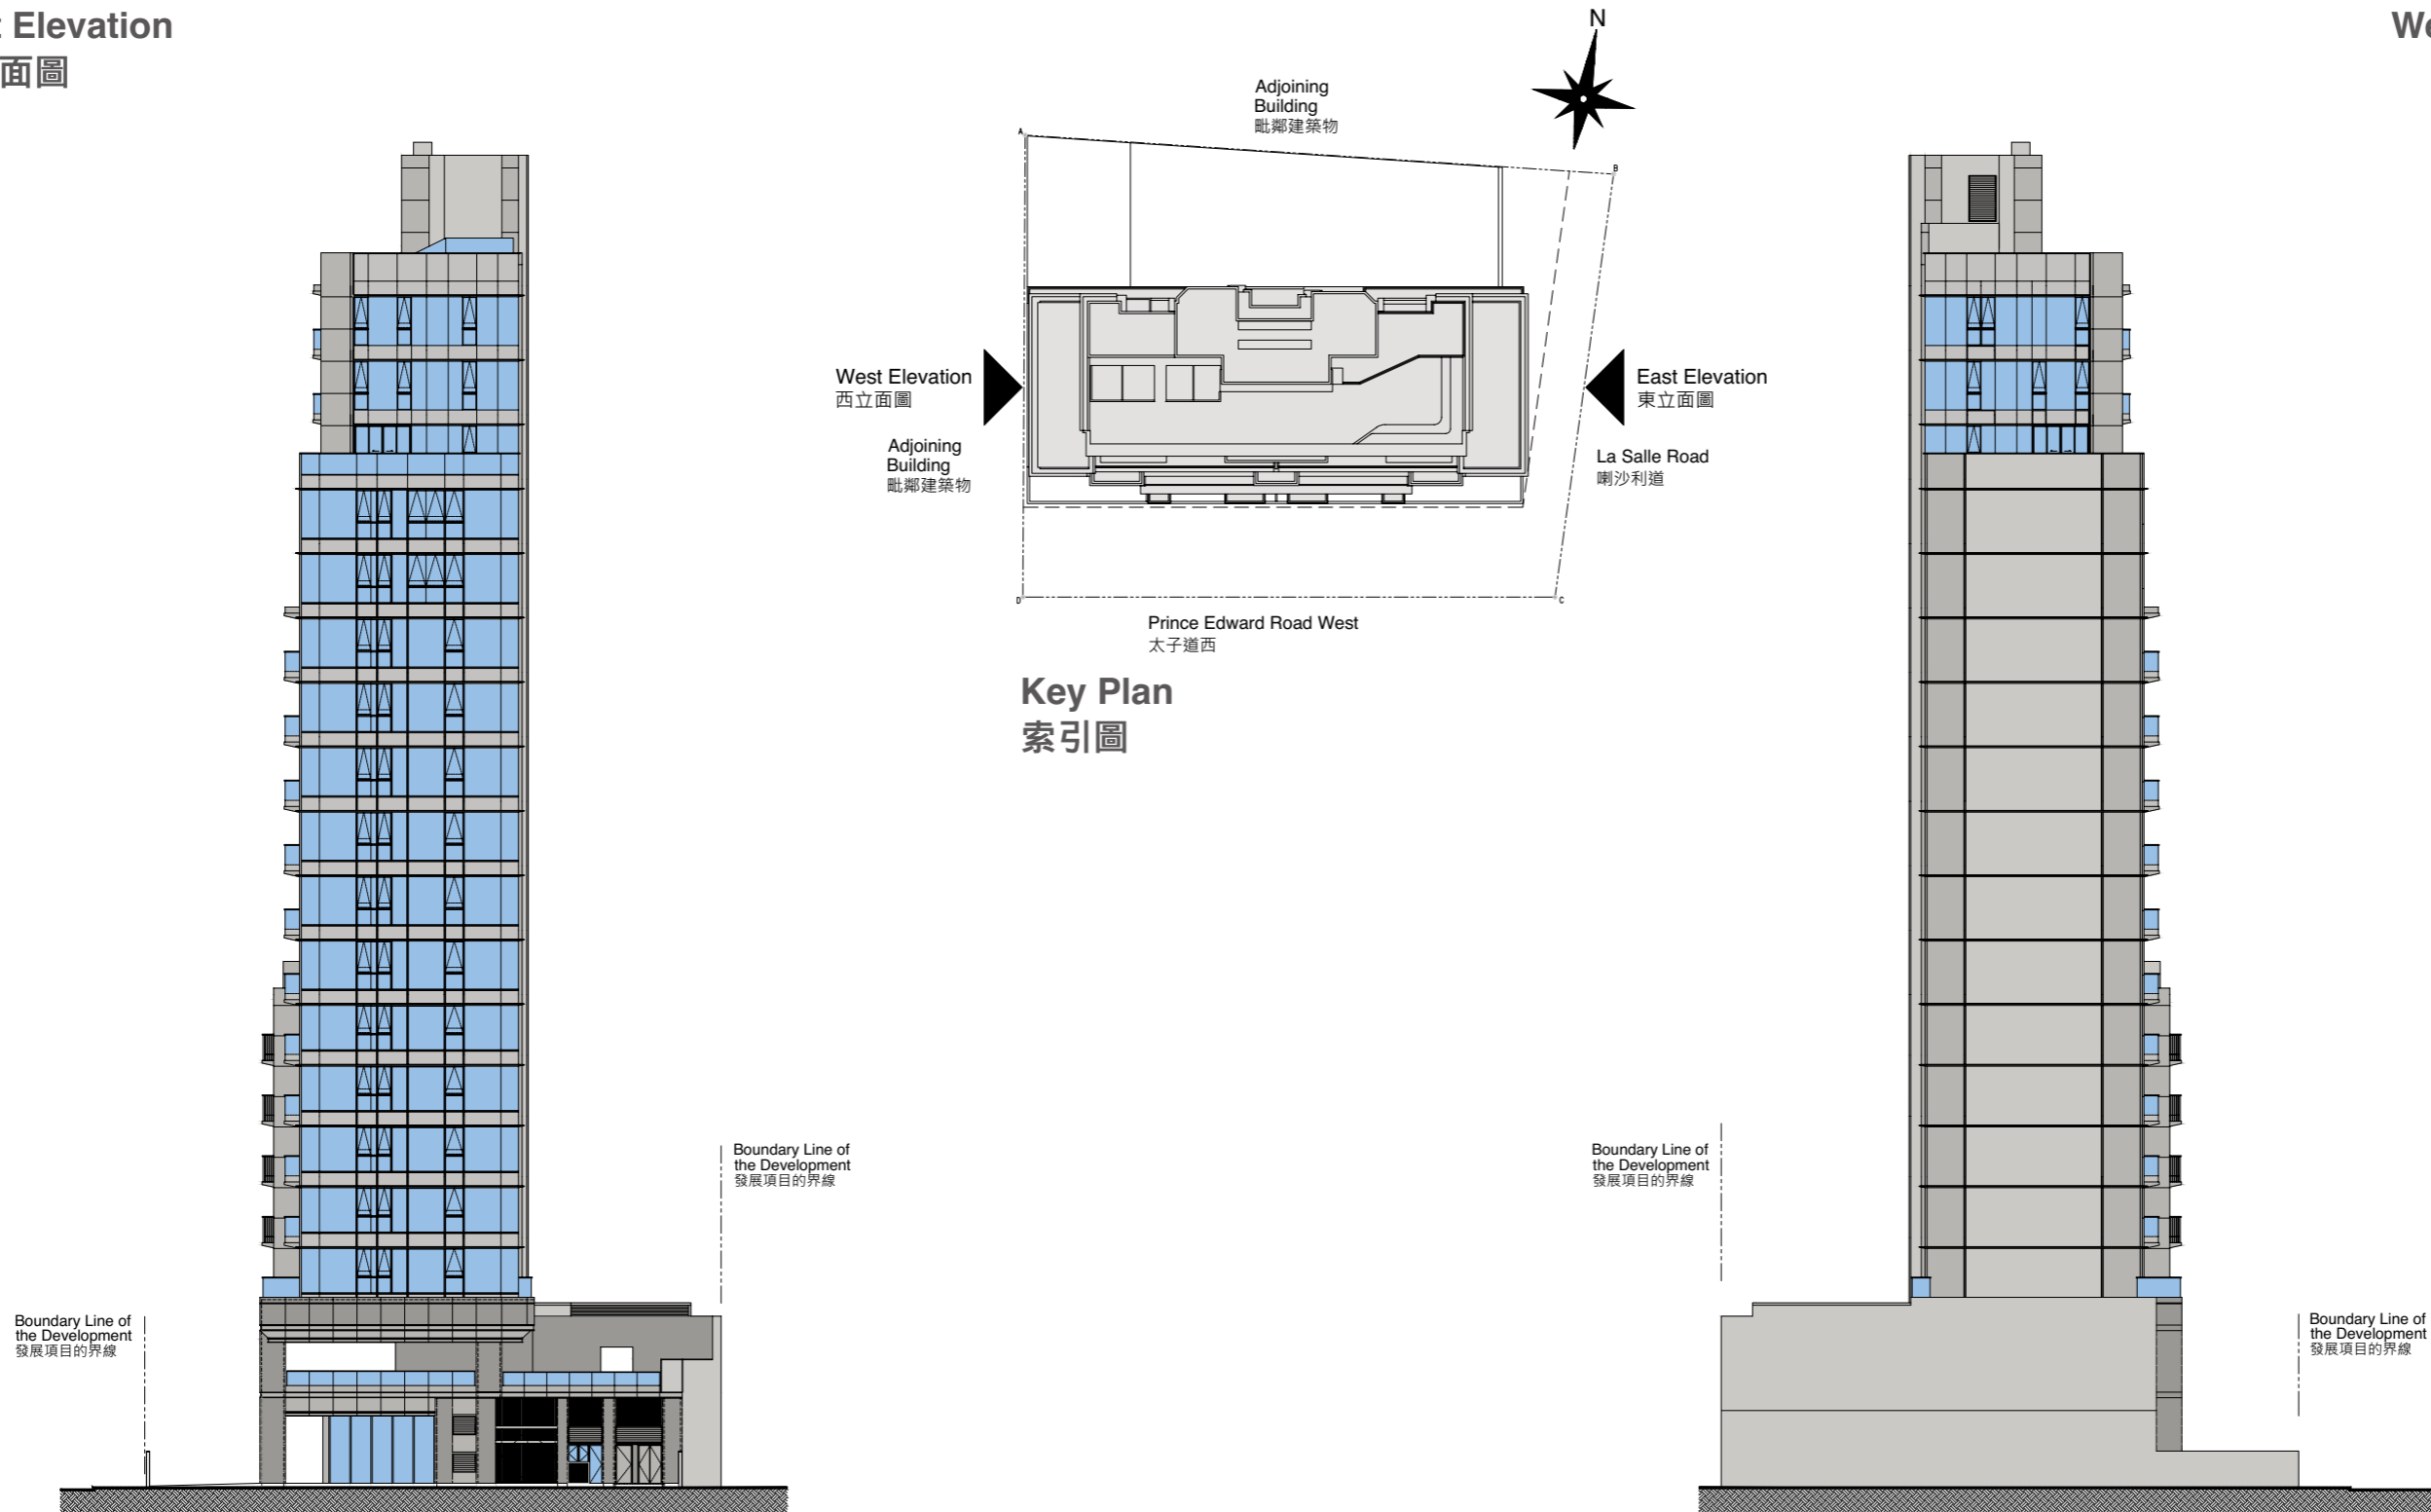 t Elevation
面圖
We
N
Adjoining
Building
毗鄰建築物
A
B
West Elevation
西立面圖
East Elevation
東立面圖
Adjoining
Building
毗鄰建築物
La Salle Road
喇沙利道
D
C
Prince Edward Road West
太子道西
Key Plan
索引圖
Boundary Line of
the Development
發展項目的界線
Boundary Line of
the Development
發展項目的界線
Boundary Line of
the Development
發展項目的界線
Boundary Line of
the Development
發展項目的界線